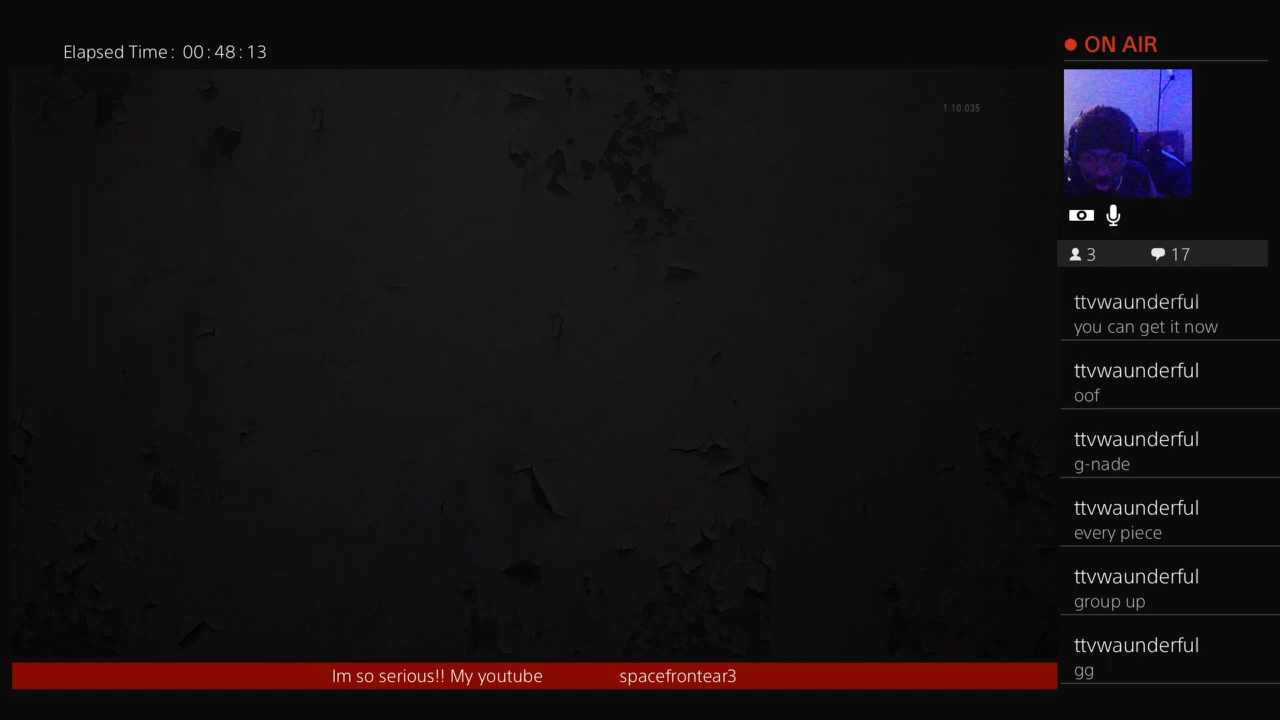 Elapsed Time: 00:48:13
ON AIR
1.10.035
3 17
ttvwaunderful
you can get it now
ttvwaunderful
oof
ttvwaunderful
g-nade
ttvwaunderful
every piece
ttvwaunderful
group up
ttvwaunderful
gg
Im so serious!! My youtube spacefrontear3